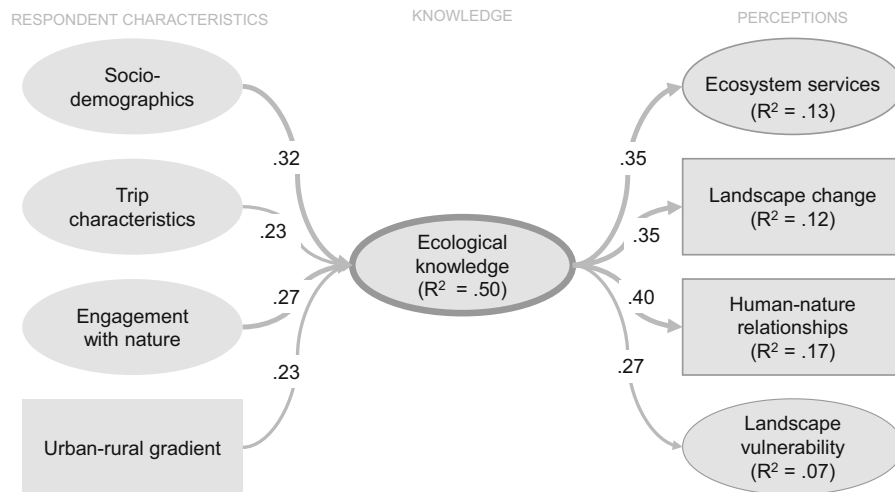 RESPONDENT CHARACTERISTICS
KNOWLEDGE
PERCEPTIONS
Socio-
demographics
Trip
characteristics
Engagement
with nature
Urban-rural gradient
.32
.23
.27
.23
Ecological
knowledge
(R² = .50)
.35
.35
.40
.27
Ecosystem services
(R² = .13)
Landscape change
(R² = .12)
Human-nature
relationships
(R² = .17)
Landscape
vulnerability
(R² = .07)